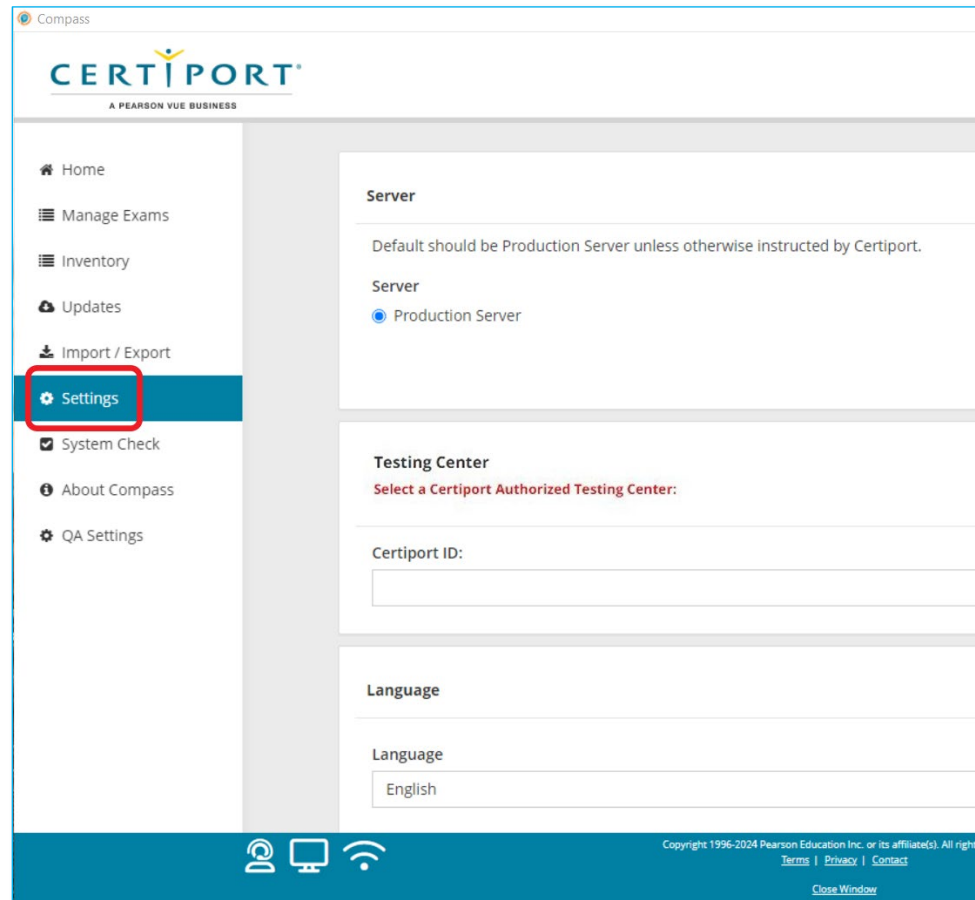 Compass
CERTIPORT®
A PEARSON VUE BUSINESS
Home
Manage Exams
Inventory
Updates
Import / Export
Settings
System Check
About Compass
QA Settings
Server
Default should be Production Server unless otherwise instructed by Certiport.
Server
Production Server
Testing Center
Select a Certiport Authorized Testing Center:
Certiport ID:
Language
Language
English
Copyright 1996-2024 Pearson Education Inc. or its affiliate(s). All right
Terms | Privacy | Contact
Close Window